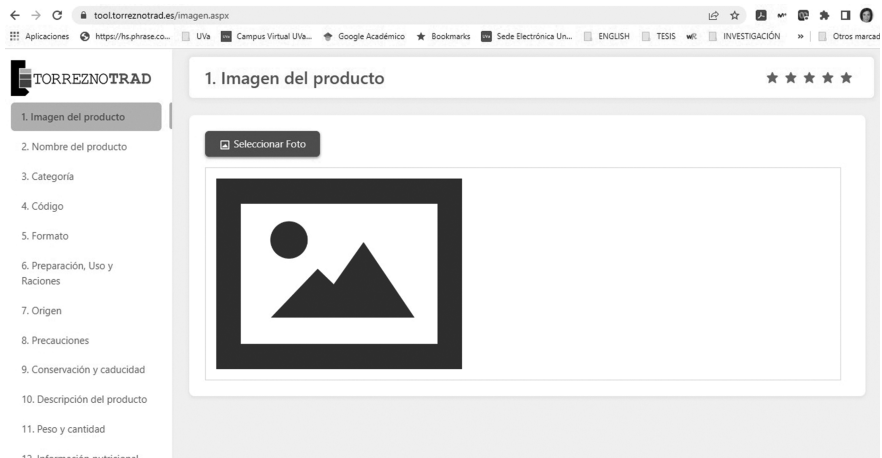 tool.torreznotrad.es/imagen.aspx
Aplicaciones https://hs.phrase.co... UVa Campus Virtual UVa... Google Académico Bookmarks Sede Electrónica Un... ENGLISH TESIS INVESTIGACIÓN » Otros marcad
TORREZNOTRAD
1. Imagen del producto
1. Imagen del producto
2. Nombre del producto
3. Categoría
4. Código
5. Formato
6. Preparación, Uso y
Raciones
7. Origen
8. Precauciones
9. Conservación y caducidad
10. Descripción del producto
11. Peso y cantidad
12. Información nutricional
Seleccionar Foto